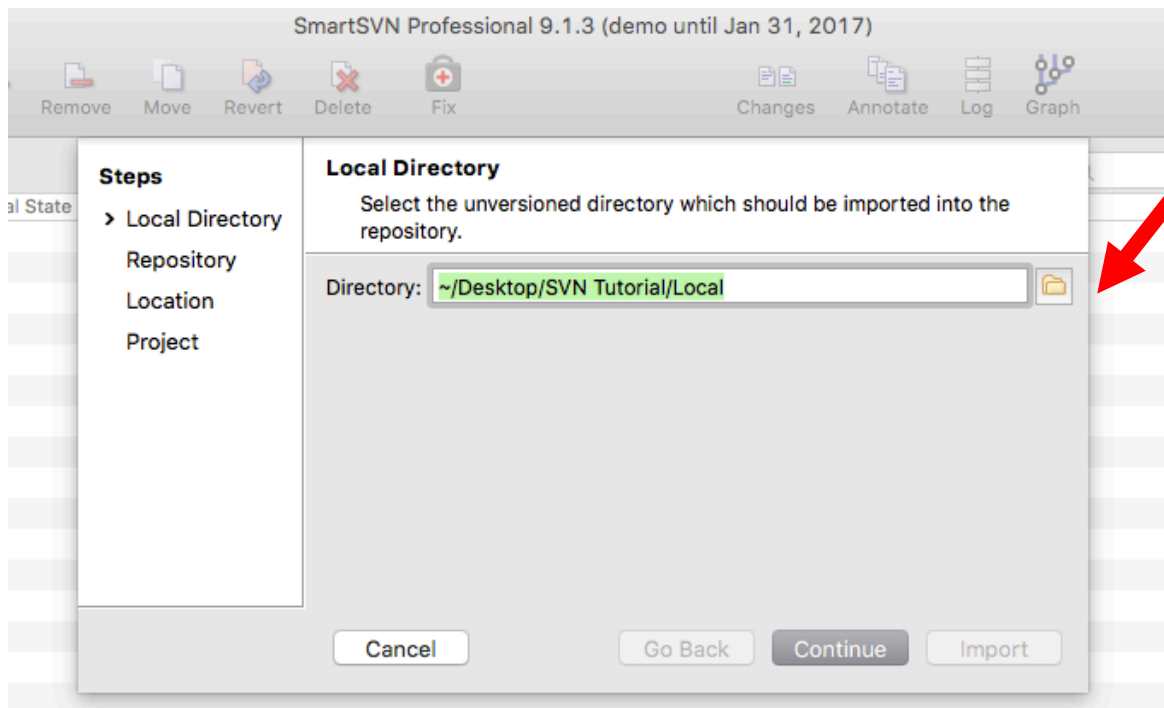 SmartSVN Professional 9.1.3 (demo until Jan 31, 2017)
Remove Move Revert Delete Fix Changes Annotate Log Graph
al State
Steps
> Local Directory
Repository
Location
Project
Local Directory
Select the unversioned directory which should be imported into the
repository.
Directory: ~/Desktop/SVN Tutorial/Local
Cancel Go Back Continue Import